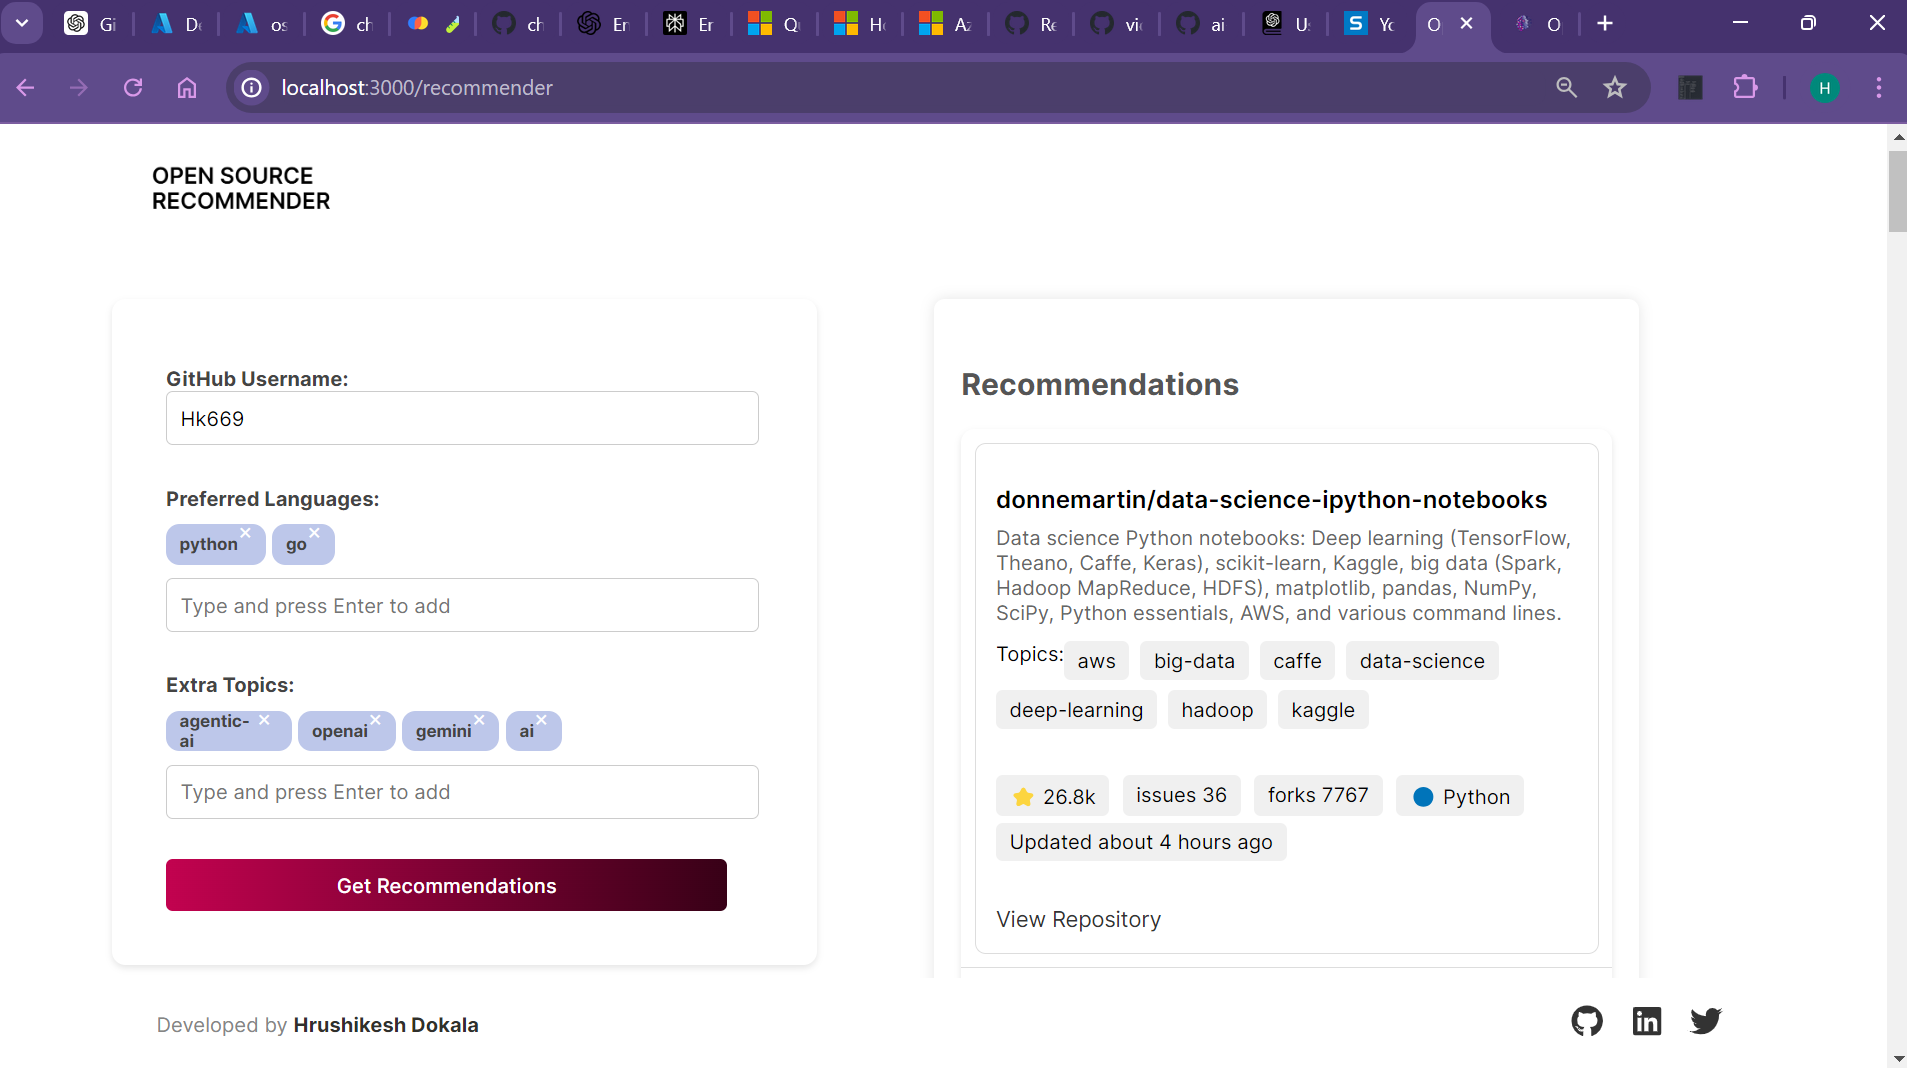 Gi
De
os
ch
ch
Er
Er
Qu
Ho
Az
Re
vi
ai
Us
Yo
O
O
localhost:3000/recommender
H
OPEN SOURCE
RECOMMENDER
GitHub Username:
Hk669
Preferred Languages:
python
go
Type and press Enter to add
Extra Topics:
agentic-
ai
openai
gemini
ai
Type and press Enter to add
Get Recommendations
Recommendations
donnemartin/data-science-ipython-notebooks
Data science Python notebooks: Deep learning (TensorFlow,
Theano, Caffe, Keras), scikit-learn, Kaggle, big data (Spark,
Hadoop MapReduce, HDFS), matplotlib, pandas, NumPy,
SciPy, Python essentials, AWS, and various command lines.
Topics: aws big-data caffe data-science
deep-learning hadoop kaggle
26.8k issues 36 forks 7767 Python
Updated about 4 hours ago
View Repository
Developed by Hrushikesh Dokala